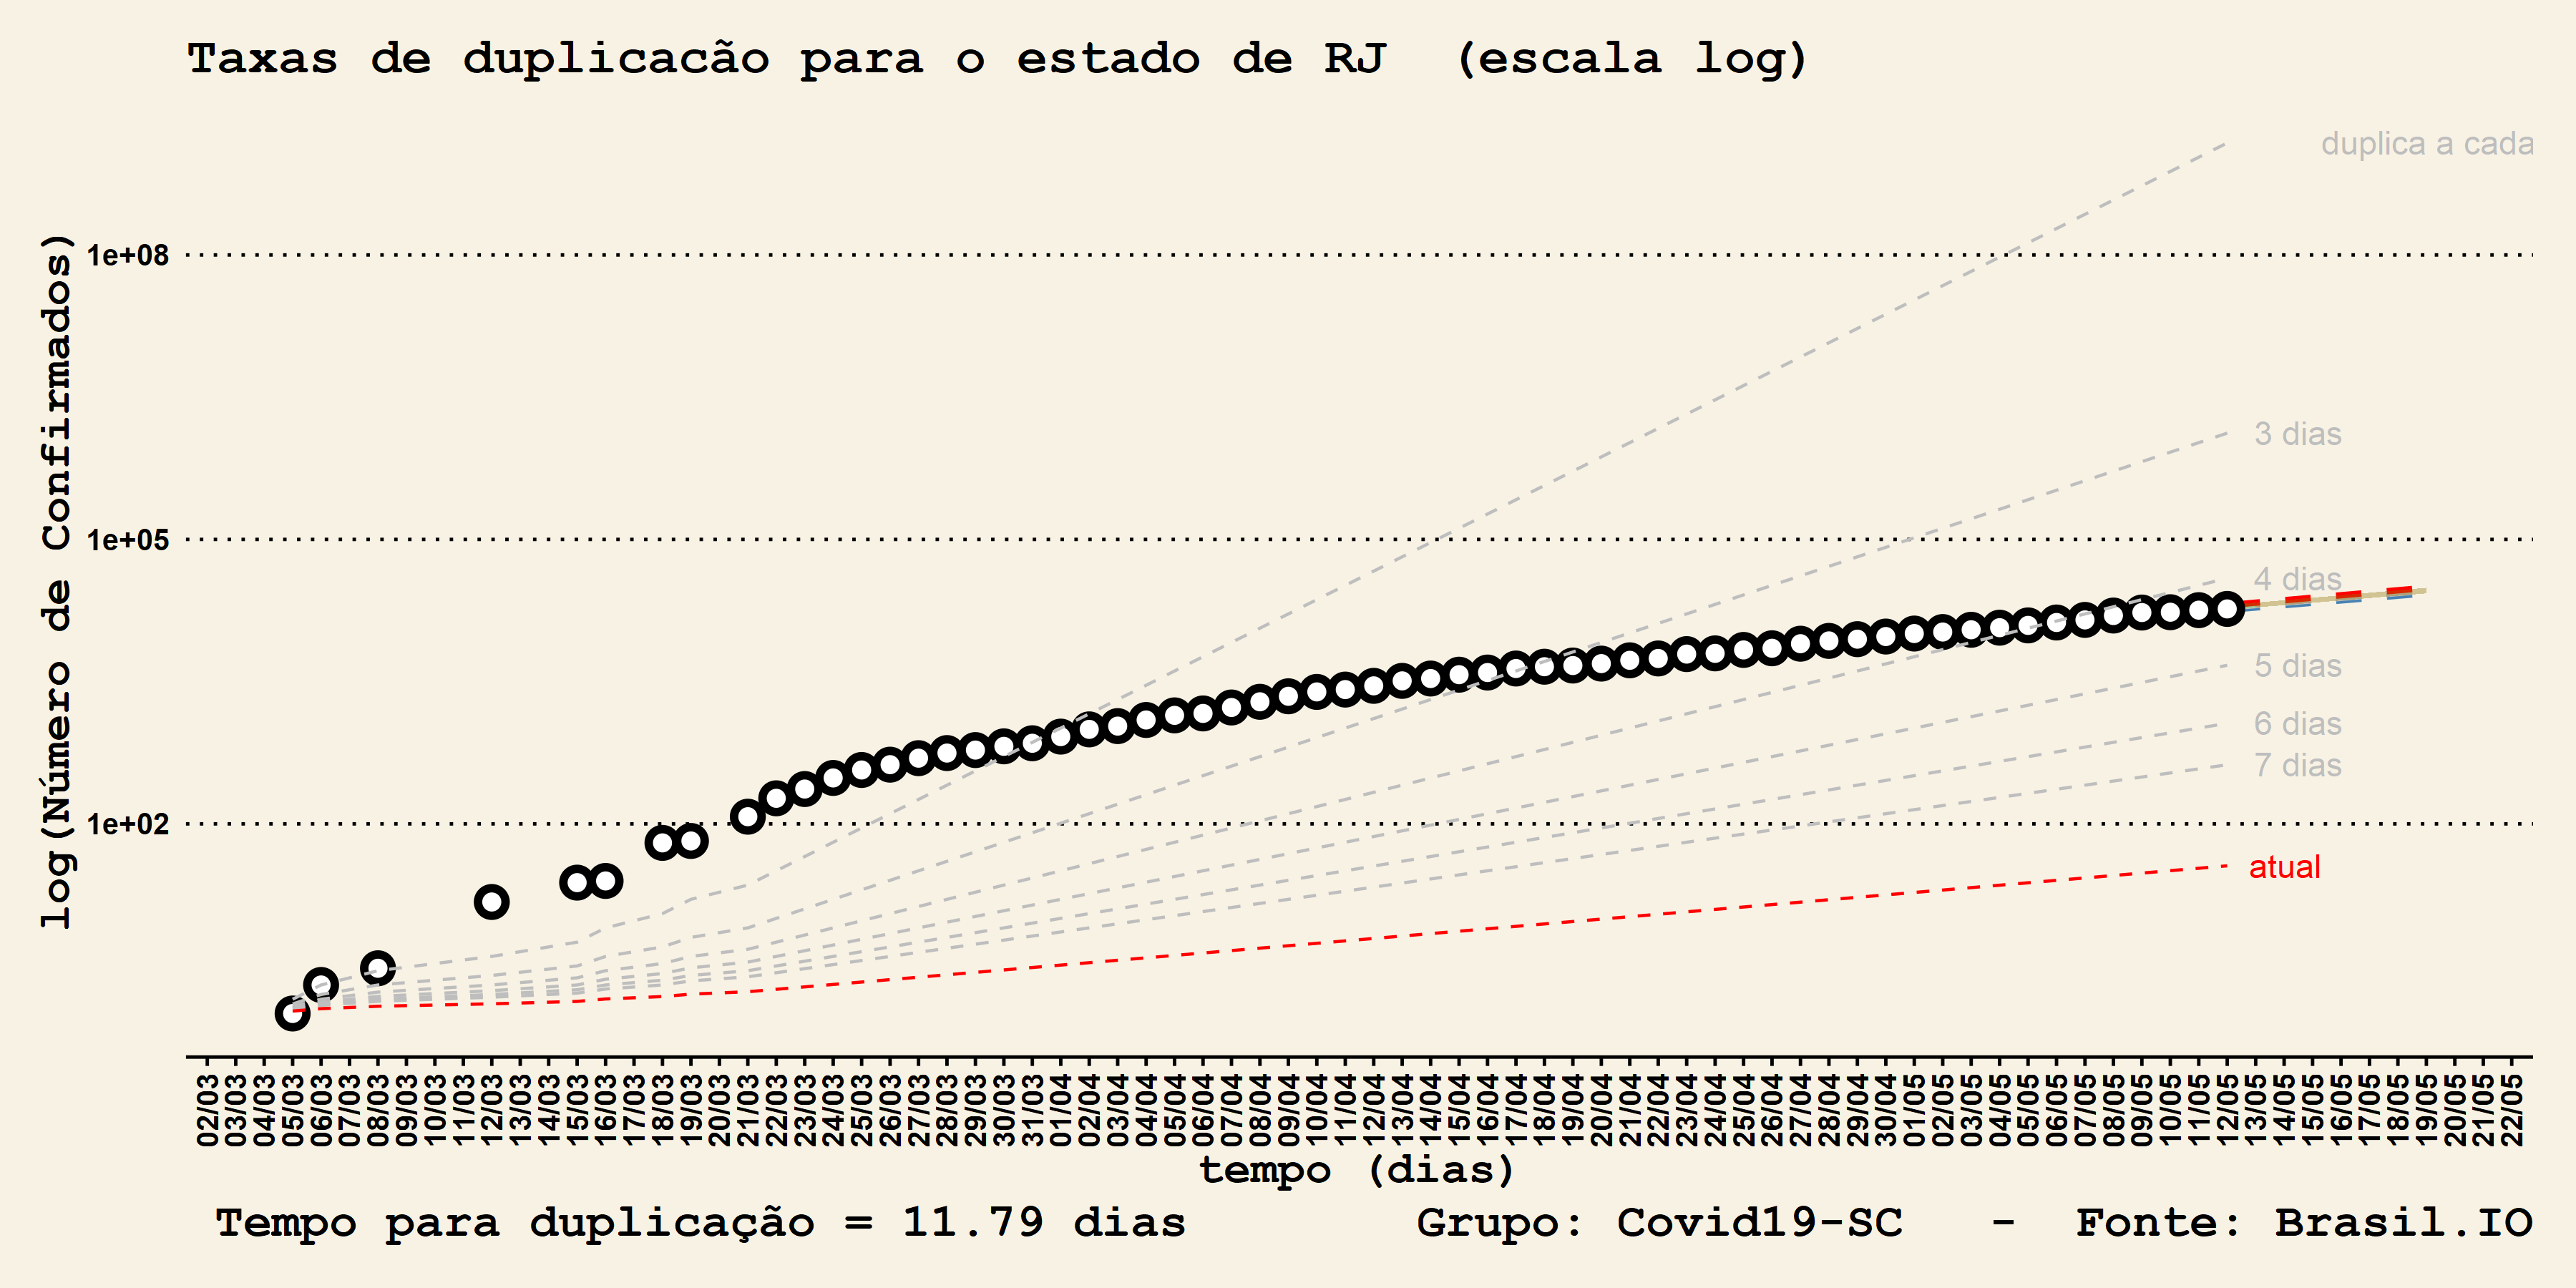 Taxas de duplicacão para o estado de RJ  (escala log)
duplica a cada
1e+08
3 dias
1e+05
4 dias
5 dias
6 dias
7 dias
1e+02
atual
log(Número de Confirmados)
02/03 03/03 04/03 05/03 06/03 07/03 08/03 09/03 10/03 11/03 12/03 13/03 14/03 15/03 16/03 17/03 18/03 19/03 20/03 21/03 22/03 23/03 24/03 25/03 26/03 27/03 28/03 29/03 30/03 31/03 01/04 02/04 03/04 04/04 05/04 06/04 07/04 08/04 09/04 10/04 11/04 12/04 13/04 14/04 15/04 16/04 17/04 18/04 19/04 20/04 21/04 22/04 23/04 24/04 25/04 26/04 27/04 28/04 29/04 30/04 01/05 02/05 03/05 04/05 05/05 06/05 07/05 08/05 09/05 10/05 11/05 12/05 13/05 14/05 15/05 16/05 17/05 18/05 19/05 20/05 21/05 22/05
tempo (dias)
Tempo para duplicação = 11.79 dias Grupo: Covid19-SC - Fonte: Brasil.IO